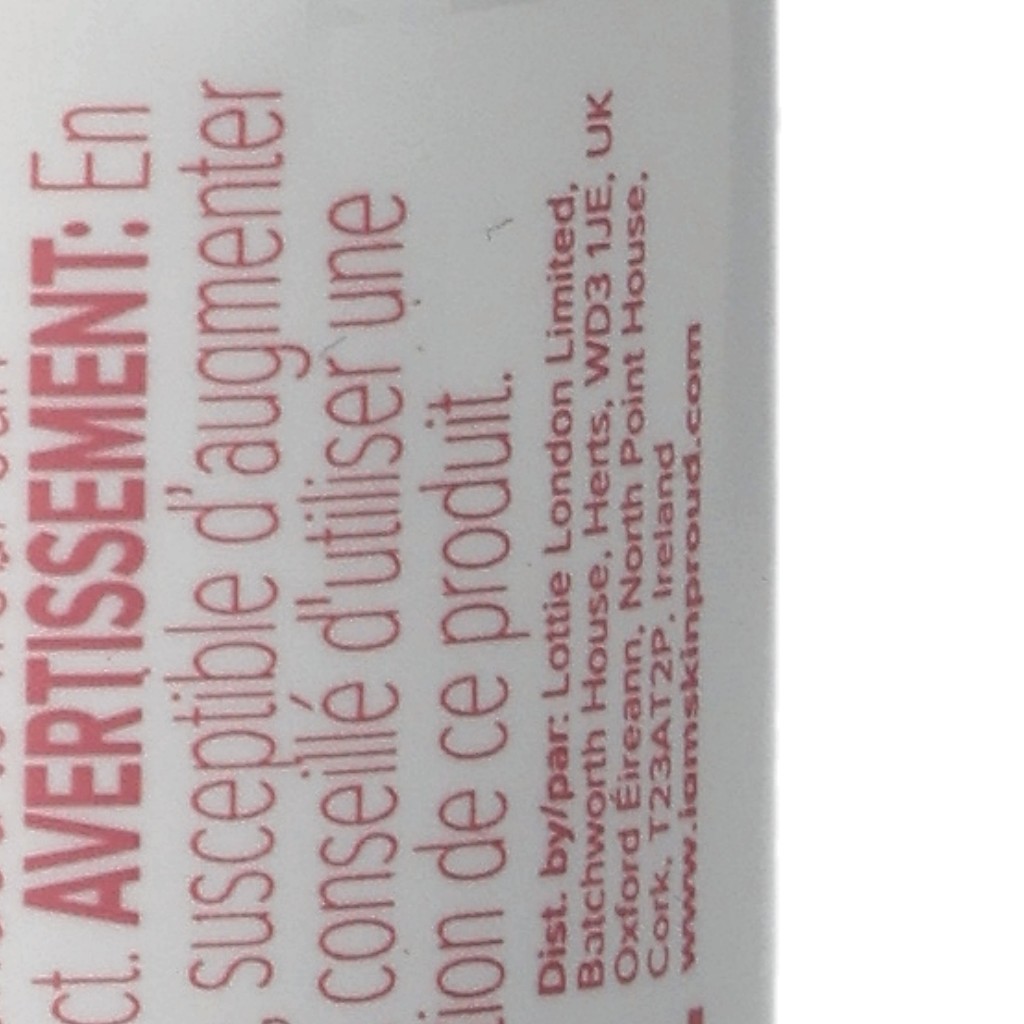 ct. AVERTISSEMENT: En
susceptible d'augmenter
conseillé d'utiliser une
ion de ce produit.
Dist. by/par: Lottie London Limited,
Batchworth House, Herts, WD3 1JE, UK
Oxford Éireann, North Point House,
Cork, T23AT2P, Ireland
www.iamskinproud.com